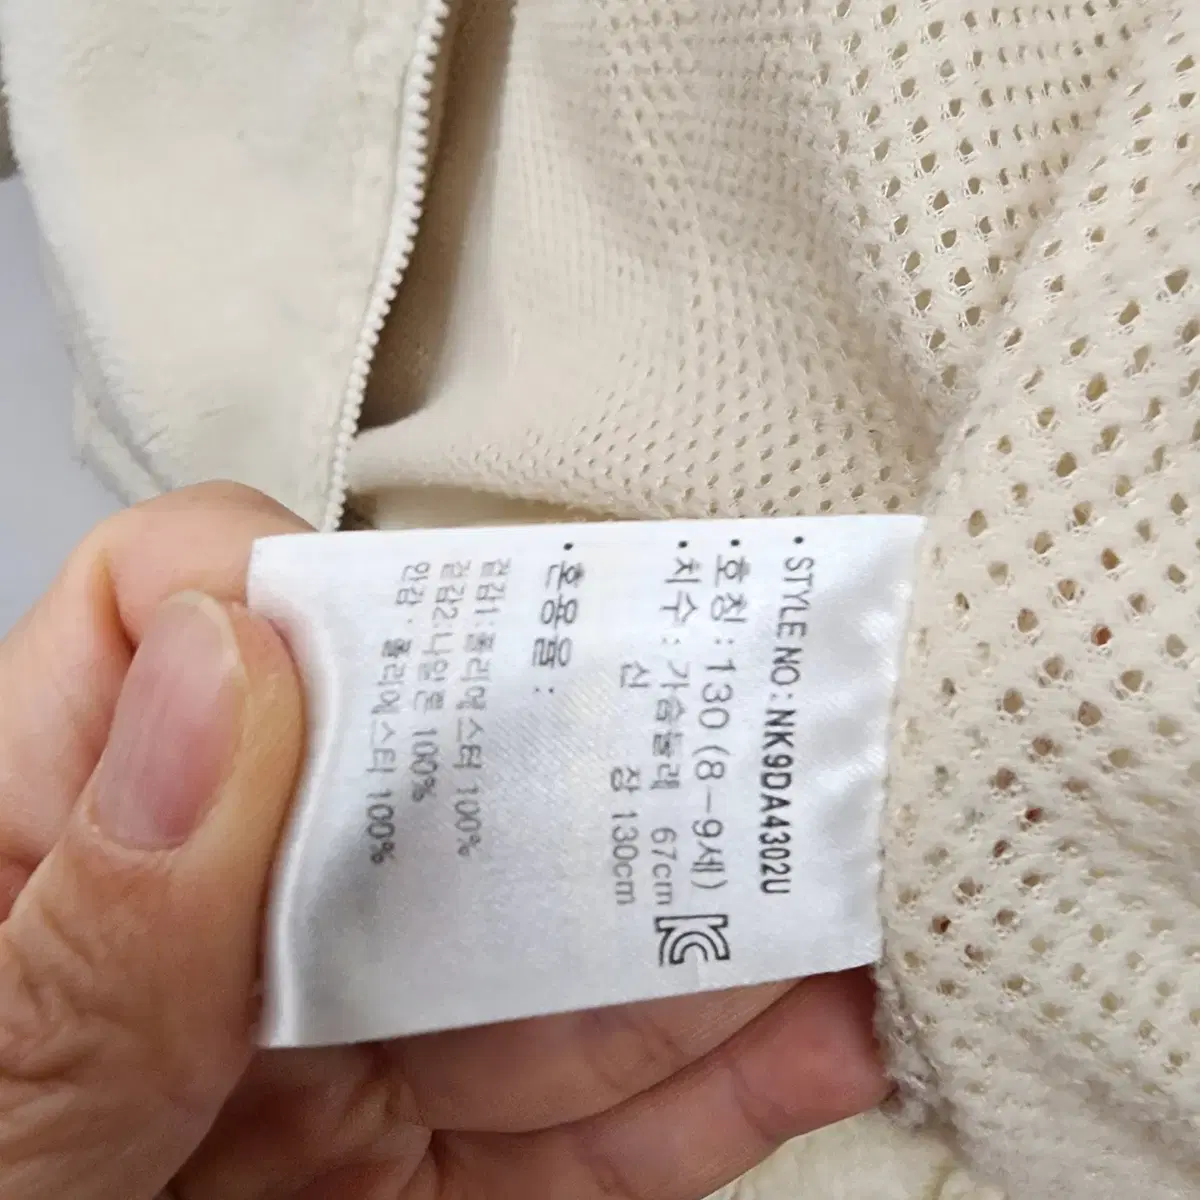 • STYLE NO: NK9DA4302U
• 호칭 : 130 (8-9세)
• 치수 : 가슴둘레 67cm
신 장 130cm
KC
• 혼용율 :
겉감1:폴리에스터 100%
겉감2:나일론 100%
안감 : 폴리에스터 100%